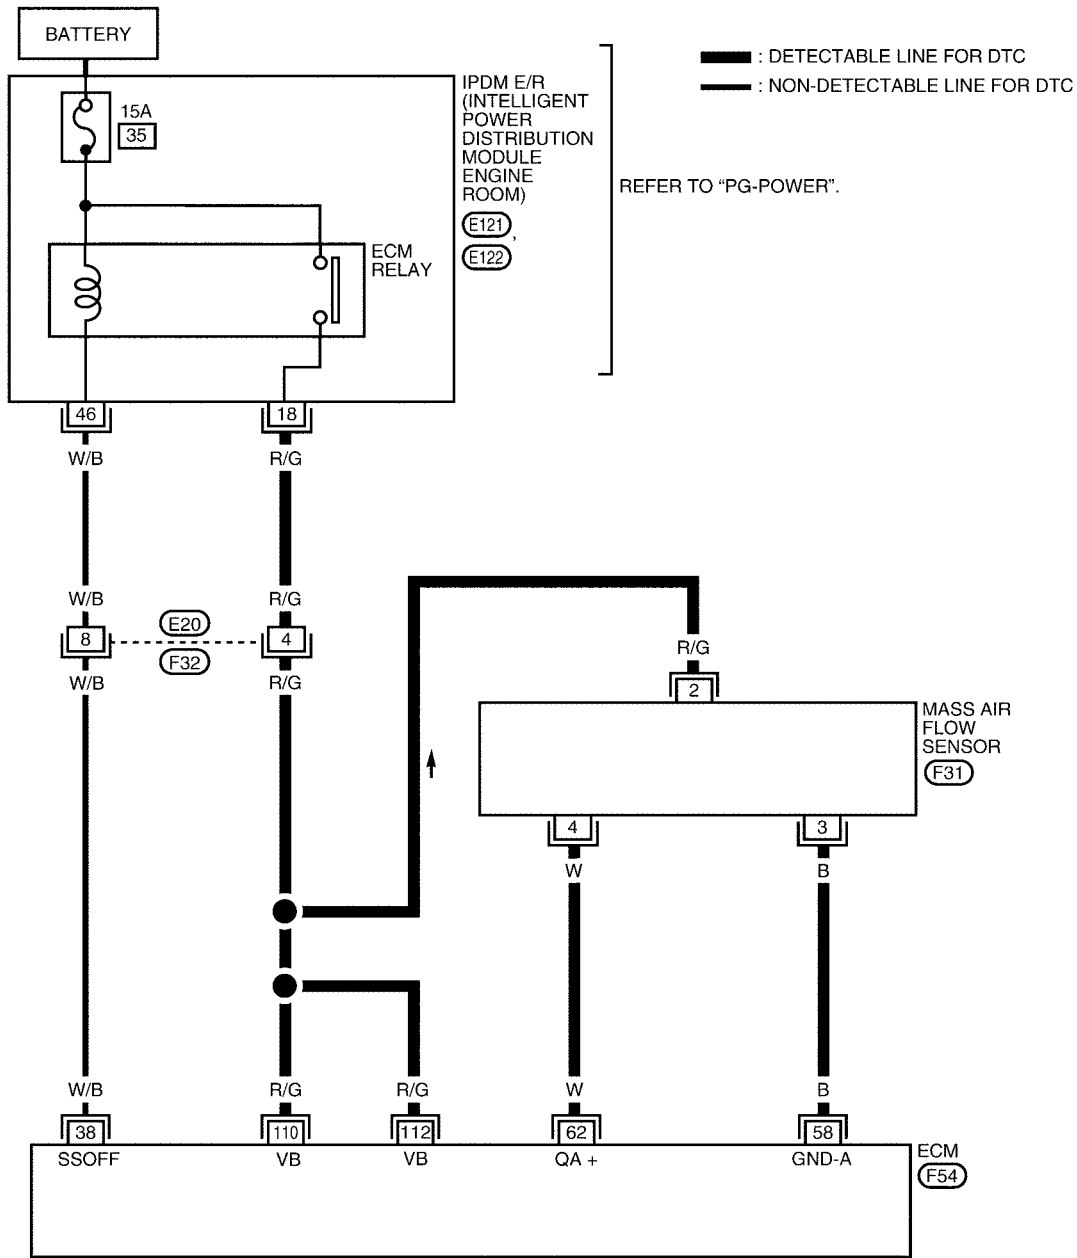 BATTERY
: DETECTABLE LINE FOR DTC
: NON-DETECTABLE LINE FOR DTC
15A
35
IPDM E/R
(INTELLIGENT
POWER
DISTRIBUTION
MODULE
ENGINE
ROOM)
E121 ,
E122
REFER TO “PG-POWER”.
ECM
RELAY
46 18
W/B R/G
W/B R/G
8 E20 4
F32
W/B R/G
R/G
2
MASS AIR
FLOW
SENSOR
F31
4 3
W B
W/B R/G R/G W B
38 110 112 62 58
SSOFF VB VB QA + GND-A
ECM
F54